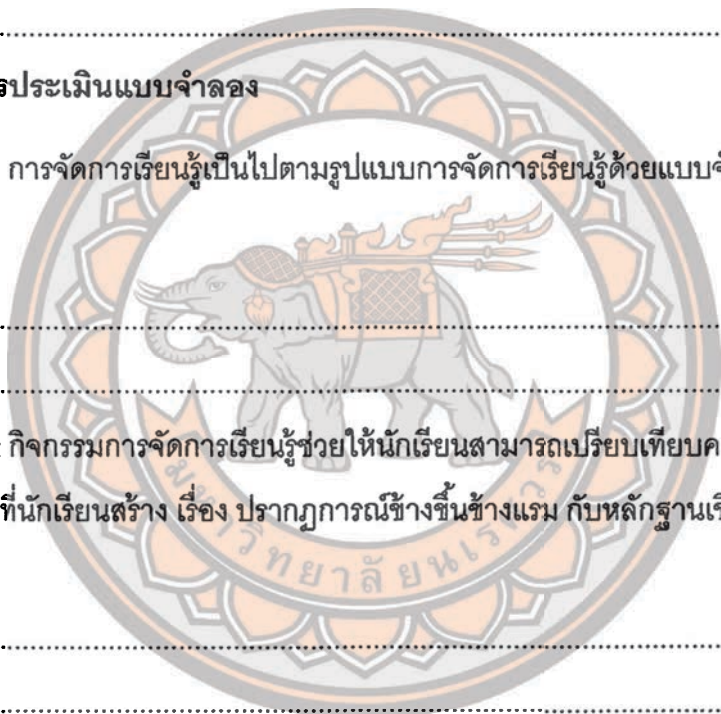 รประเมินแบบจำลอง
การจัดการเรียนรู้เป็นไปตามรูปแบบการจัดการเรียนรู้ด้วยแบบจ
กิจกรรมการจัดการเรียนรู้ช่วยให้นักเรียนสามารถเปรียบเทียบค
ที่นักเรียนสร้าง เรื่อง ปรากฏการณ์ข้างขึ้นข้างแรม กับหลักฐานเชิ
มหาวิทยาลัยนเรศวร